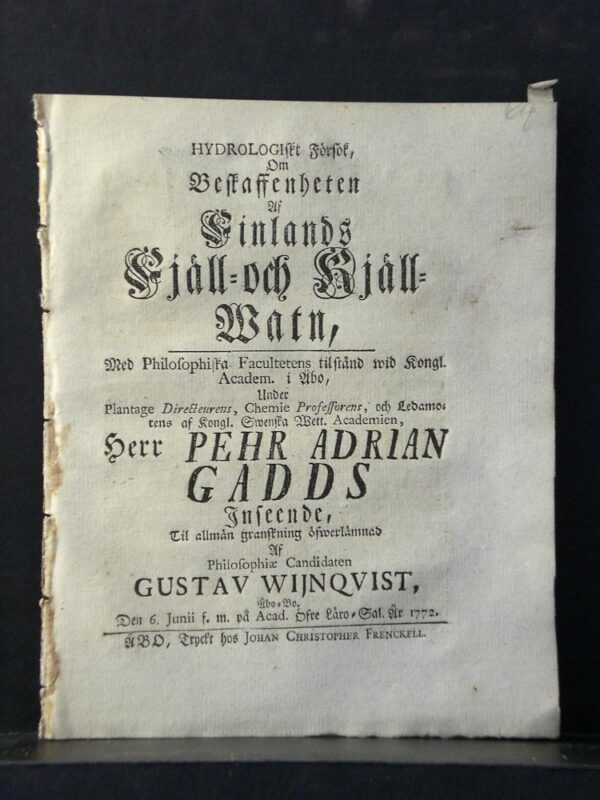 HYDROLOGIskt Försök,
Om
Beskaffenheten
Af
Finlands
Fjäll-och Kjäll-
Watn,
Med Philosophiska Facultetens tilstånd wid Kongl.
Academ. i Åbo,
Under
Plantage Directeurens, Chemie Professorens, och Ledamo-
tens af Kongl. Swenska Wett. Academien,
Herr PEHR ADRIAN
GADDS
Inseende,
Til allmän granskning öfwerlämnad
Af
Philosophiæ Candidaten
GUSTAV WIJNQVIST,
Åbo-Bo.
Den 6. Junii f. m. på Acad. Öfre Läro-Sal. År 1772.
ÅBO, Tryckt hos JOHAN CHRISTOPHER FRENCKELL.